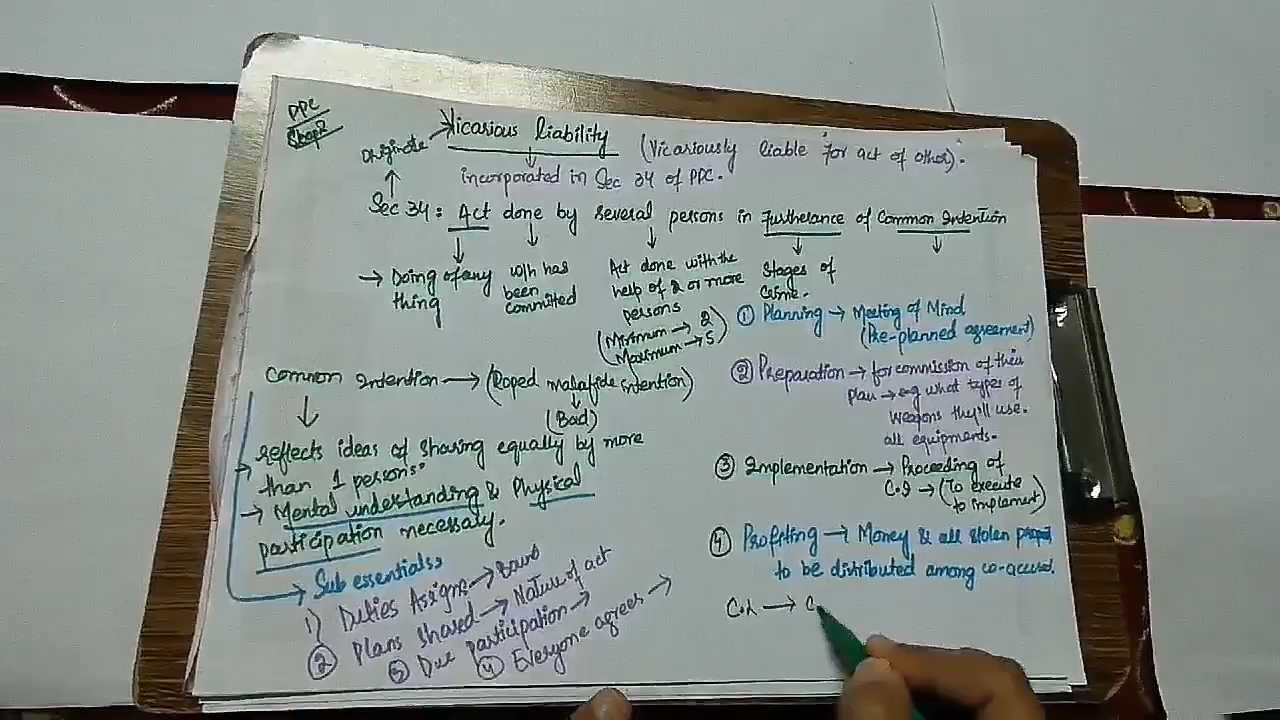 PPC
Chap 2
Vicarious liability (Vicariously liable "for act of other).
originate
incorporated in Sec 34 of PPC.
Sec 34: Act done by several persons in Furtherance of Common Intention
→ Doing of any thing
Wh has been committed
Act done with the help of 2 or more persons
(Minimum → 2
Maximum → 5)
Stages of Crime.
① Planning → Meeting of Mind
(Pre-planned agreement)
② Preparation → for commission of their
plan → e.g what types of
weapons they'll use.
all equipments.
③ Implementation → Proceeding of
C.I → (To execute
to implement)
④ Profiting → Money & all stolen
to be distributed among co-accused.
→ C
Common Intention → (Roped malafide intention)
(Bad)
→ reflects ideas of sharing equally by more
than 1 persons"
→ Mental understanding & Physical
participation necessary.
→ Sub essentials
1) Duties Assigns →
② Plans shared → Nature of act
③ Due participation →
④ Everyone agrees →